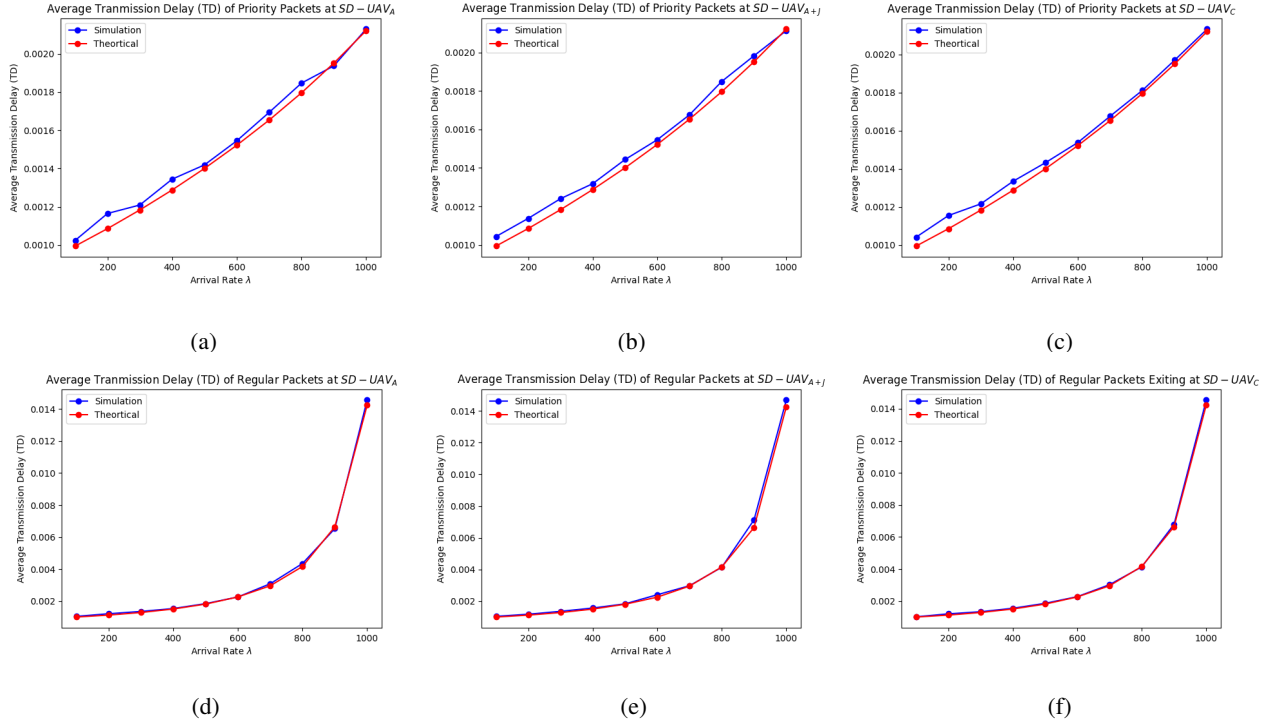 Average Tranmission Delay (TD) of Priority Packets at SD − UAV_A
Simulation
Theortical
0.0020
0.0018
0.0016
0.0014
0.0012
0.0010
Average Transmission Delay (TD)
200 400 600 800 1000
Arrival Rate λ
(a)
Average Transmission Delay (TD) of Priority Packets at SD − UAV_{A+J}
Simulation
Theortical
0.0020
0.0018
0.0016
0.0014
0.0012
0.0010
Average Transmission Delay (TD)
200 400 600 800 1000
Arrival Rate λ
(b)
Average Transmission Delay (TD) of Priority Packets at SD − UAV_C
Simulation
Theortical
0.0020
0.0018
0.0016
0.0014
0.0012
0.0010
Average Transmission Delay (TD)
200 400 600 800 1000
Arrival Rate λ
(c)
Average Tranmission Delay (TD) of Regular Packets at SD − UAV_A
Simulation
Theortical
0.014
0.012
0.010
0.008
0.006
0.004
0.002
Average Transmission Delay (TD)
200 400 600 800 1000
Arrival Rate λ
(d)
Average Transmission Delay (TD) of Regular Packets at SD − UAV_{A+J}
Simulation
Theortical
0.014
0.012
0.010
0.008
0.006
0.004
0.002
Average Transmission Delay (TD)
200 400 600 800 1000
Arrival Rate λ
(e)
Average Transmission Delay (TD) of Regular Packets Exiting at SD − UAV_C
Simulation
Theortical
0.014
0.012
0.010
0.008
0.006
0.004
0.002
Average Transmission Delay (TD)
200 400 600 800 1000
Arrival Rate λ
(f)